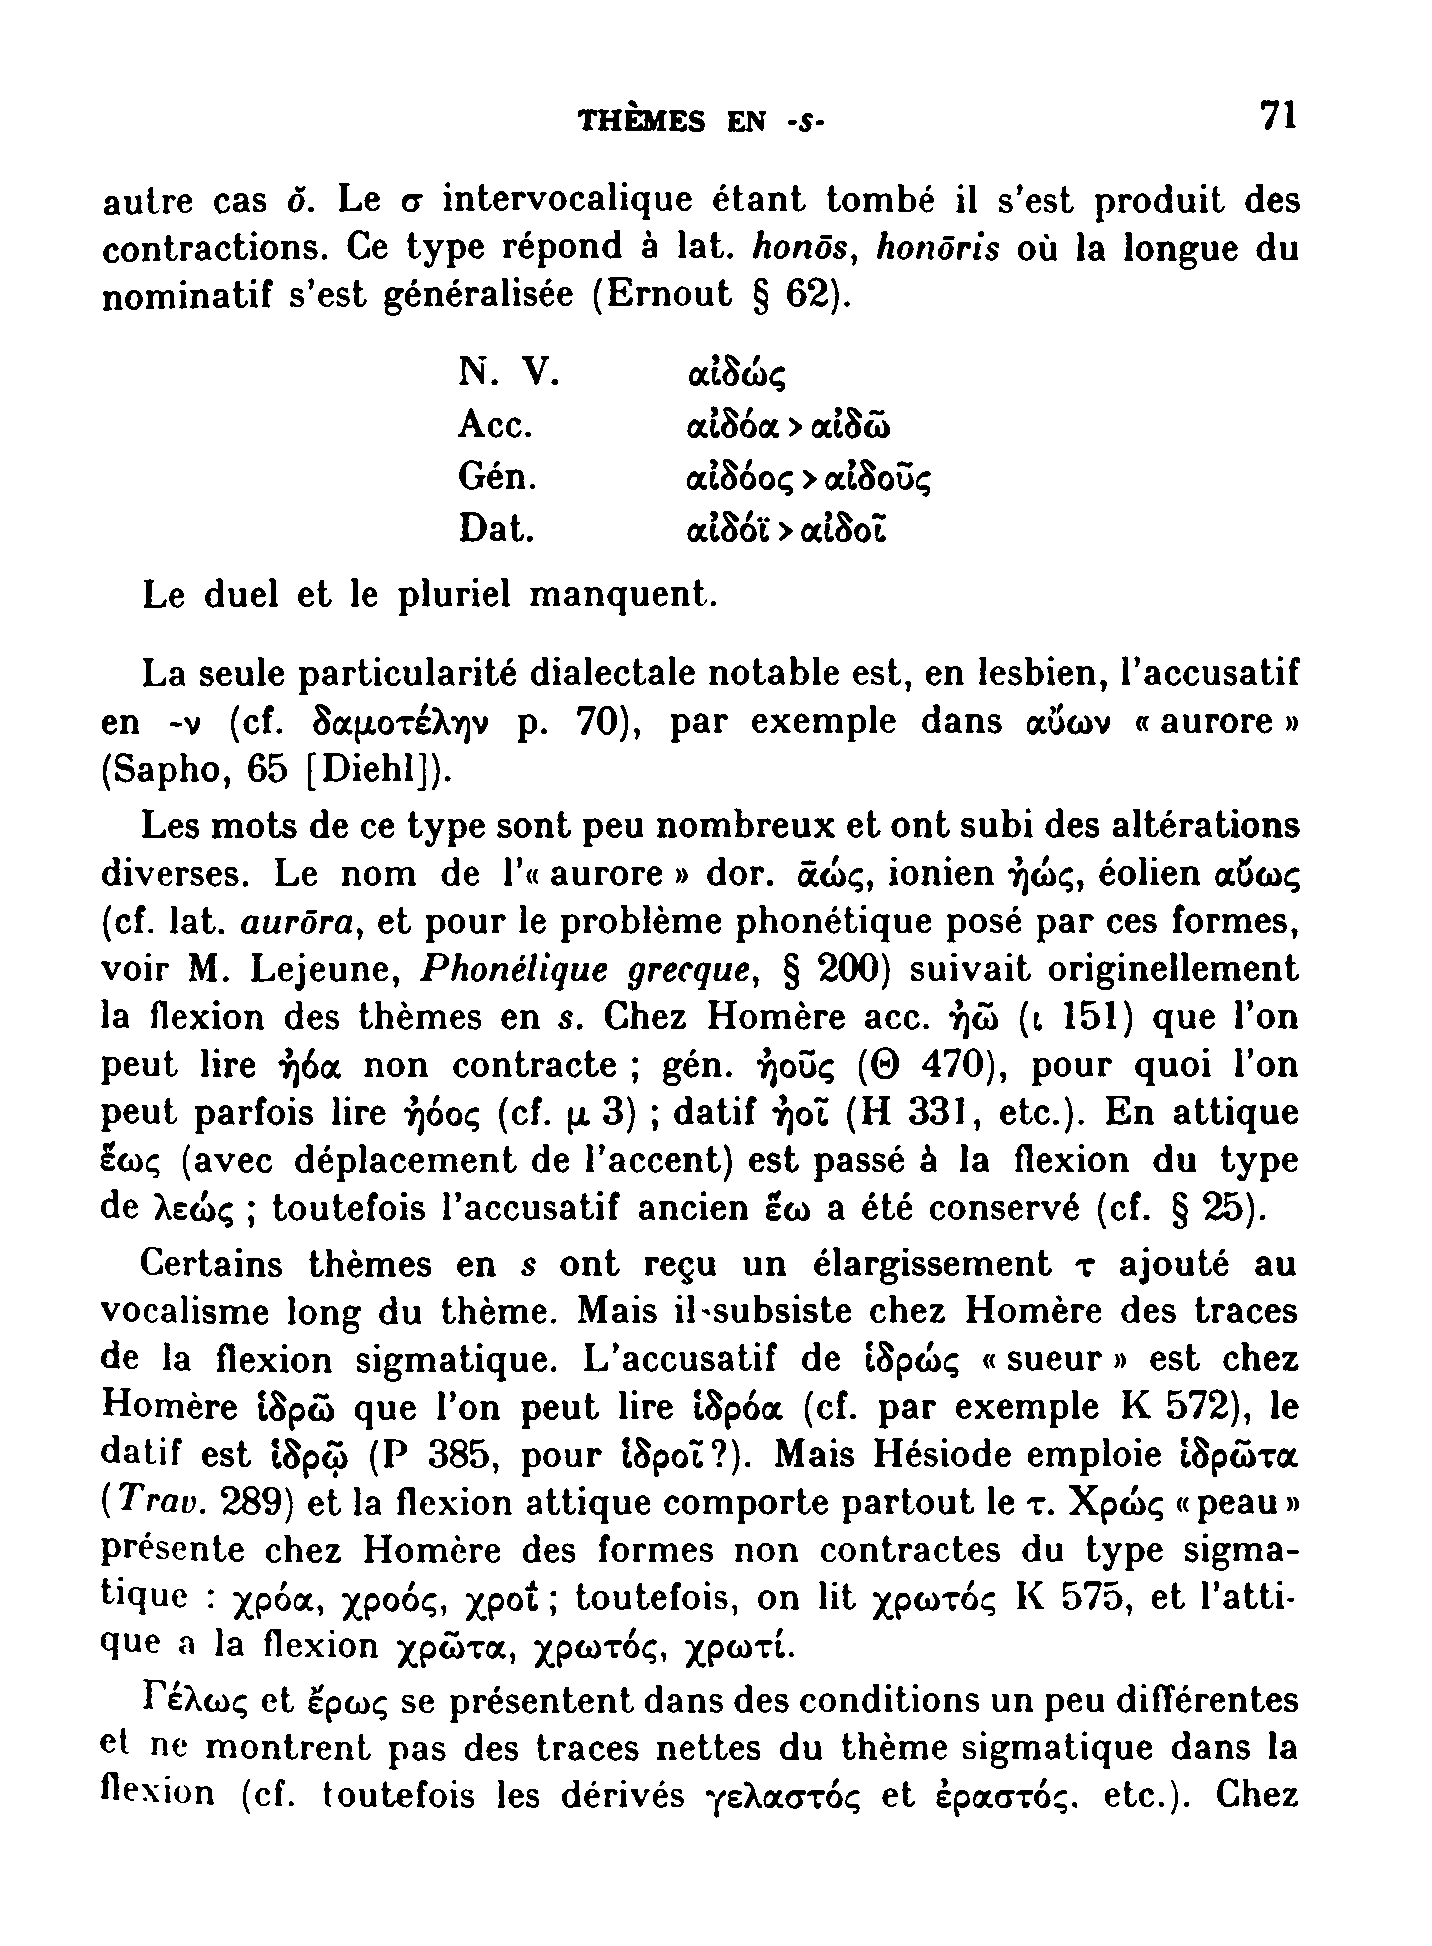 THÈMES EN -s- 71
autre cas ŏ. Le σ intervocalique étant tombé il s'est produit des
contractions. Ce type répond à lat. honōs, honōris où la longue du
nominatif s'est généralisée (Ernout § 62).
N. V. αἰδώς
Acc. αἰδόα > αἰδῶ
Gén. αἰδόος > αἰδοῦς
Dat. αἰδόϊ > αἰδοῖ
Le duel et le pluriel manquent.
La seule particularité dialectale notable est, en lesbien, l'accusatif
en -ν (cf. δαμοτέλην p. 70), par exemple dans αὔων « aurore »
(Sapho, 65 [Diehl]).
Les mots de ce type sont peu nombreux et ont subi des altérations
diverses. Le nom de l'« aurore » dor. ᾱ̓ώς, ionien ἠώς, éolien αὔως
(cf. lat. aurōra, et pour le problème phonétique posé par ces formes,
voir M. Lejeune, Phonétique grecque, § 200) suivait originellement
la flexion des thèmes en s. Chez Homère acc. ἠῶ (ι 151) que l'on
peut lire ἠόα non contracte ; gén. ἠοῦς (Θ 470), pour quoi l'on
peut parfois lire ἠόος (cf. μ 3) ; datif ἠοῖ (H 331, etc.). En attique
ἕως (avec déplacement de l'accent) est passé à la flexion du type
de λεώς ; toutefois l'accusatif ancien ἕω a été conservé (cf. § 25).
Certains thèmes en s ont reçu un élargissement τ ajouté au
vocalisme long du thème. Mais il subsiste chez Homère des traces
de la flexion sigmatique. L'accusatif de ἱδρώς « sueur » est chez
Homère ἱδρῶ que l'on peut lire ἱδρόα (cf. par exemple K 572), le
datif est ἱδρῷ (P 385, pour ἱδροῖ ?). Mais Hésiode emploie ἱδρῶτα
(Trav. 289) et la flexion attique comporte partout le τ. Χρώς « peau »
présente chez Homère des formes non contractes du type sigma-
tique : χρόα, χροός, χροΐ ; toutefois, on lit χρωτός K 575, et l'atti-
que a la flexion χρῶτα, χρωτός, χρωτί.
Γέλως et ἔρως se présentent dans des conditions un peu différentes
et ne montrent pas des traces nettes du thème sigmatique dans la
flexion (cf. toutefois les dérivés γελαστός et ἐραστός, etc.). Chez